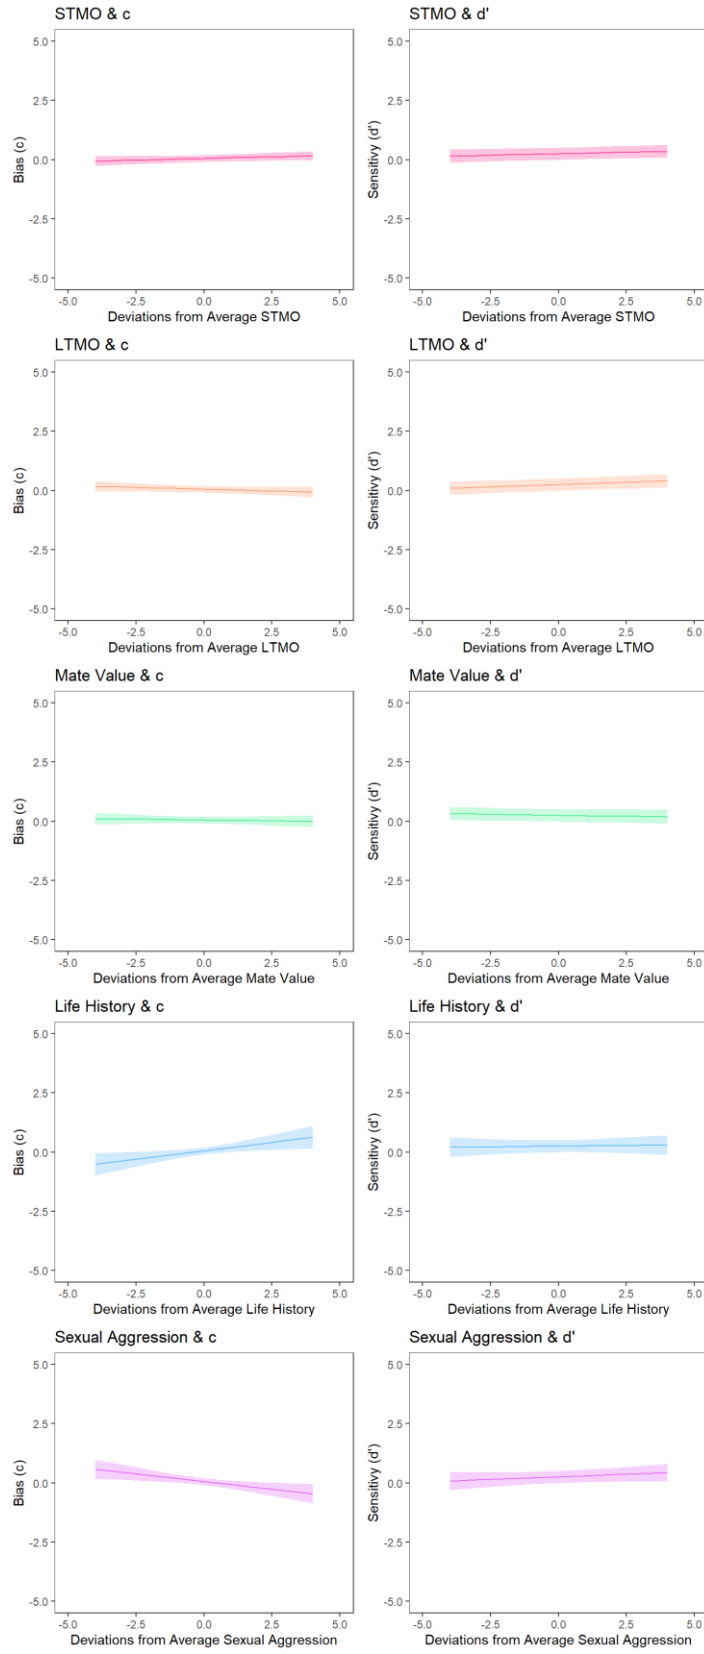 STMO & c
STMO & d'
5.0
2.5
0.0
-2.5
-5.0
Bias (c)
-5.0 -2.5 0.0 2.5 5.0
Deviations from Average STMO
5.0
2.5
0.0
-2.5
-5.0
Sensitivy (d')
-5.0 -2.5 0.0 2.5 5.0
Deviations from Average STMO
LTMO & c
LTMO & d'
5.0
2.5
0.0
-2.5
-5.0
Bias (c)
-5.0 -2.5 0.0 2.5 5.0
Deviations from Average LTMO
5.0
2.5
0.0
-2.5
-5.0
Sensitivy (d')
-5.0 -2.5 0.0 2.5 5.0
Deviations from Average LTMO
Mate Value & c
Mate Value & d'
5.0
2.5
0.0
-2.5
-5.0
Bias (c)
-5.0 -2.5 0.0 2.5 5.0
Deviations from Average Mate Value
5.0
2.5
0.0
-2.5
-5.0
Sensitivy (d')
-5.0 -2.5 0.0 2.5 5.0
Deviations from Average Mate Value
Life History & c
Life History & d'
5.0
2.5
0.0
-2.5
-5.0
Bias (c)
-5.0 -2.5 0.0 2.5 5.0
Deviations from Average Life History
5.0
2.5
0.0
-2.5
-5.0
Sensitivy (d')
-5.0 -2.5 0.0 2.5 5.0
Deviations from Average Life History
Sexual Aggression & c
Sexual Aggression & d'
5.0
2.5
0.0
-2.5
-5.0
Bias (c)
-5.0 -2.5 0.0 2.5 5.0
Deviations from Average Sexual Aggression
5.0
2.5
0.0
-2.5
-5.0
Sensitivy (d')
-5.0 -2.5 0.0 2.5 5.0
Deviations from Average Sexual Aggression